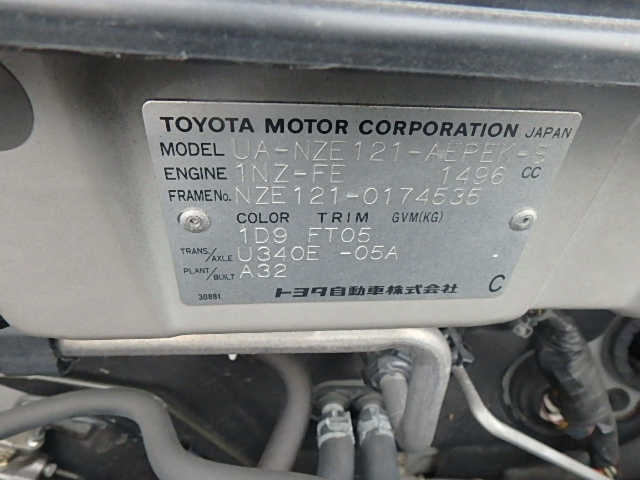 TOYOTA MOTOR CORPORATION JAPAN
MODEL UA-NZE121-AEPEK-S
ENGINE 1NZ-FE 1496 CC
FRAME No. NZE121-0174535
COLOR TRIM GVM(KG)
1D9 FT05
TRANS./AXLE U340E -05A
PLANT/BUILT A32
30881 トヨタ自動車株式会社 C